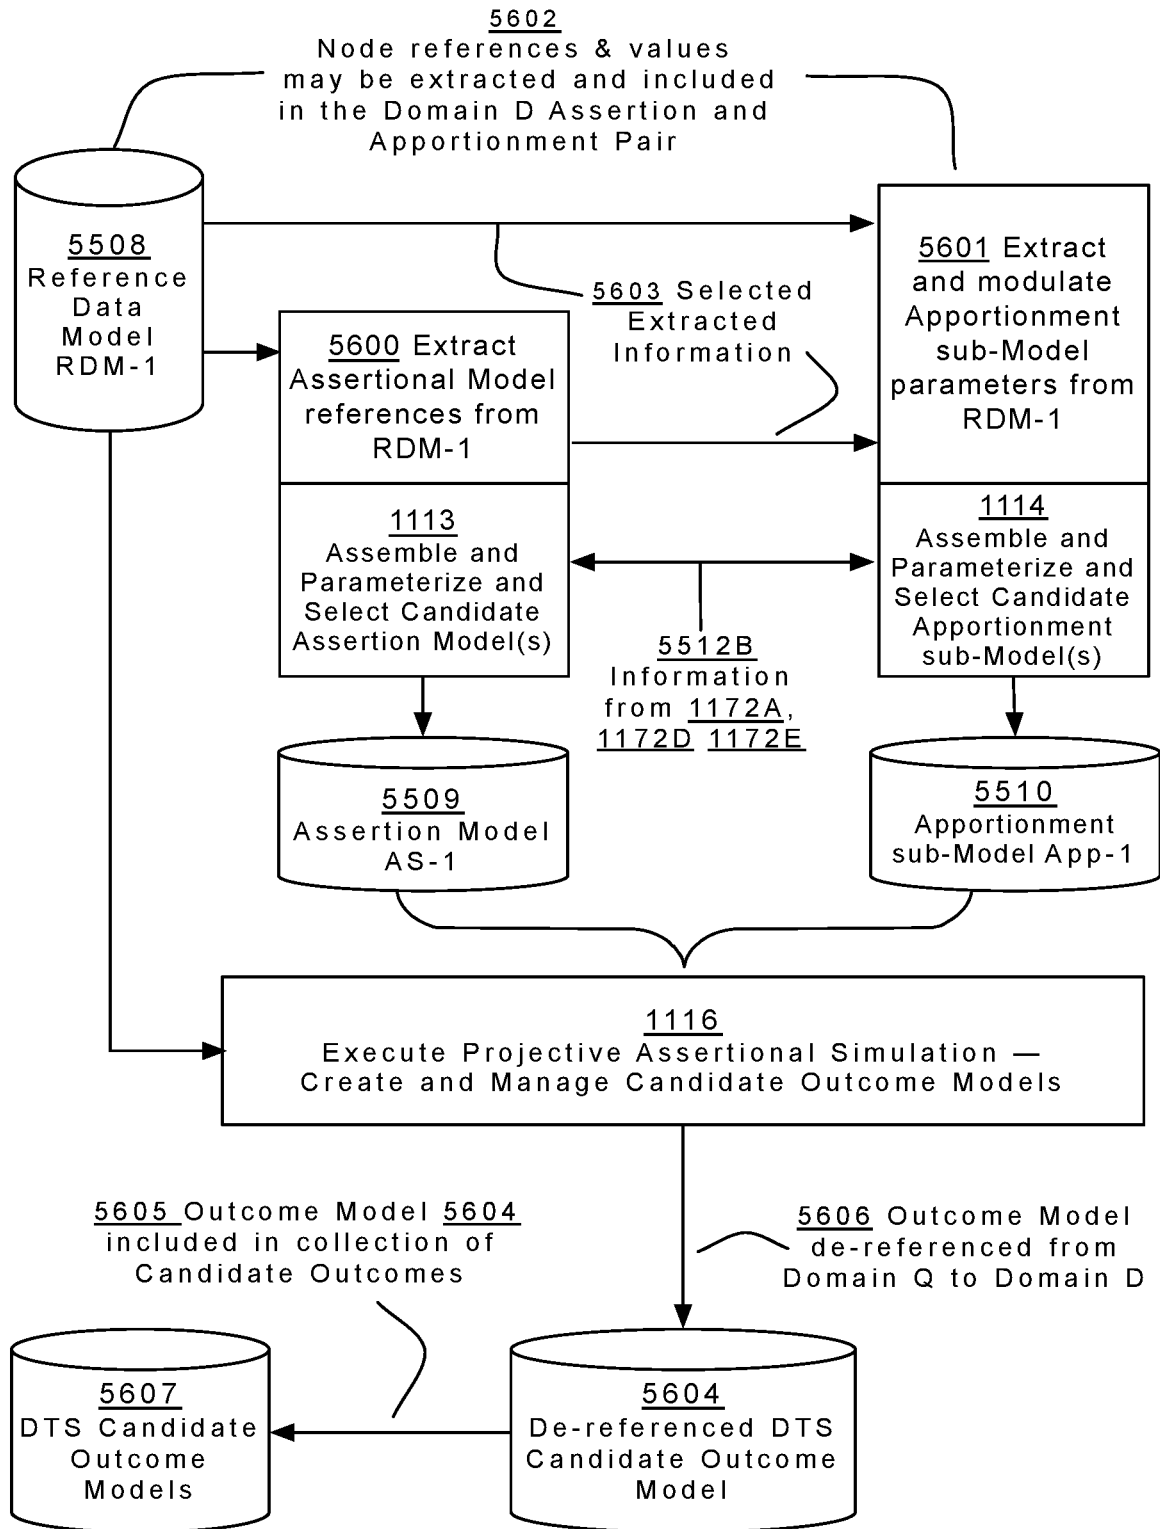 5602
Node references & values
may be extracted and included
in the Domain D Assertion and
Apportionment Pair
5508
Reference
Data
Model
RDM-1
5603 Selected
Extracted
Information
5601 Extract
and modulate
Apportionment
sub-Model
parameters from
RDM-1
5600 Extract
Assertional Model
references from
RDM-1
1113
Assemble and
Parameterize and
Select Candidate
Assertion Model(s)
1114
Assemble and
Parameterize and
Select Candidate
Apportionment
sub-Model(s)
5512B
Information
from 1172A,
1172D 1172E
5509
Assertion Model
AS-1
5510
Apportionment
sub-Model App-1
1116
Execute Projective Assertional Simulation —
Create and Manage Candidate Outcome Models
5605 Outcome Model 5604
included in collection of
Candidate Outcomes
5606 Outcome Model
de-referenced from
Domain Q to Domain D
5607
DTS Candidate
Outcome
Models
5604
De-referenced DTS
Candidate Outcome
Model